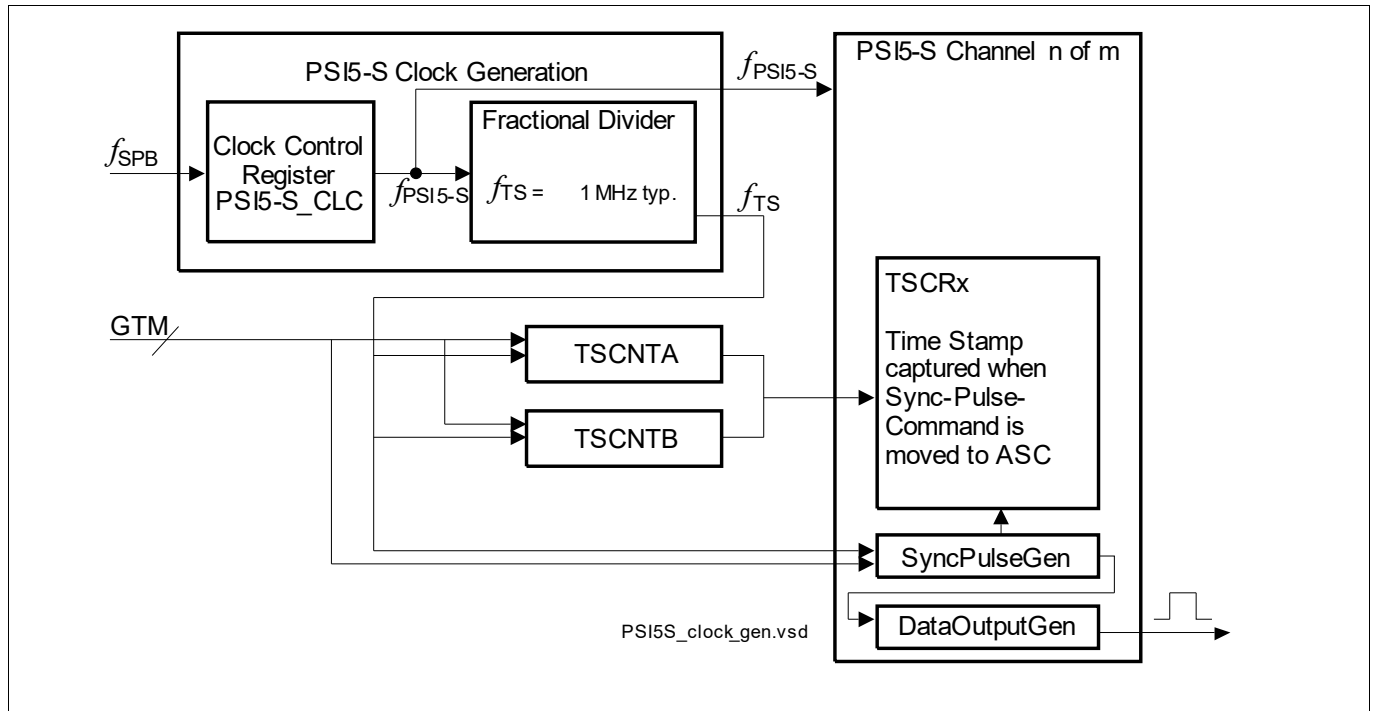 PSI5-S Clock Generation
fPSI5-S
PSI5-S Channel n of m
fSPB
Clock Control
Register
PSI5-S_CLC
fPSI5-S
Fractional Divider
fTS = 1 MHz typ.
fTS
GTM
TSCNTA
TSCNTB
TSCRx
Time Stamp
captured when
Sync-Pulse-
Command is
moved to ASC
SyncPulseGen
DataOutputGen
PSI5S_clock_gen.vsd